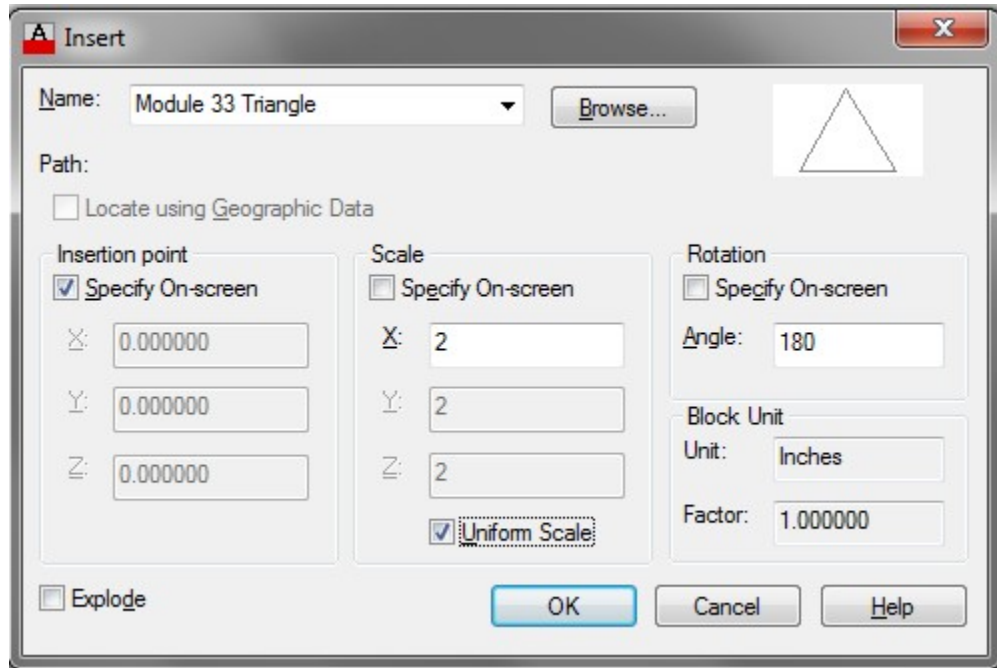 A Insert
Name: Module 33 Triangle Browse...
Path:
Locate using Geographic Data
Insertion point
Specify On-screen
X: 0.000000
Y: 0.000000
Z: 0.000000
Scale
Specify On-screen
X: 2
Y: 2
Z: 2
Uniform Scale
Rotation
Specify On-screen
Angle: 180
Block Unit
Unit: Inches
Factor: 1.000000
Explode
OK Cancel Help